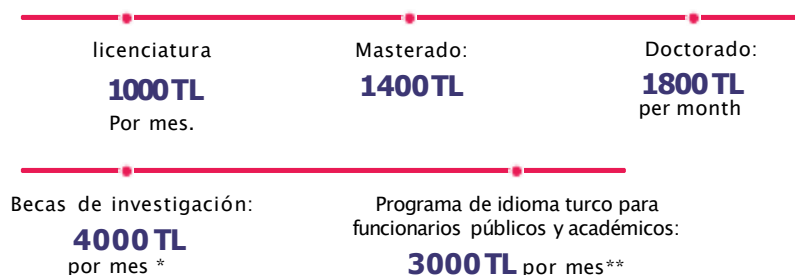 licenciatura
1000 TL
Por mes.
Masterado:
1400 TL
Doctorado:
1800 TL
per month
Becas de investigación:
4000 TL
por mes *
Programa de idioma turco para
funcionarios públicos y académicos:
3000 TL por mes**